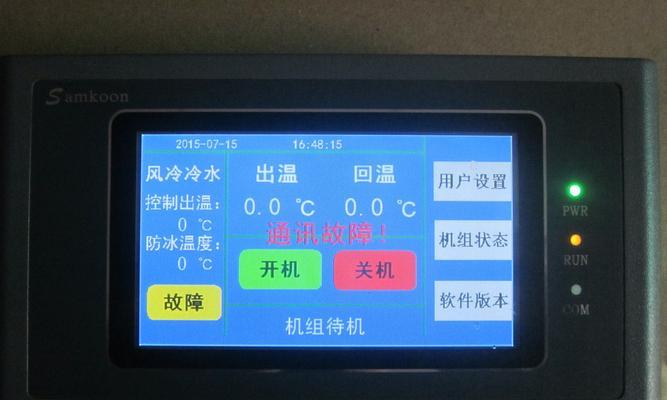 Samkoon
2015-07-15 16:48:15
风冷冷水
出温 回温
用户设置
控制出温:
0 ℃
0.0 ℃ 0.0 ℃
通讯故障!
防冰温度:
0 ℃
机组状态
开机 关机
故障
软件版本
机组待机
PWR
RUN
COM